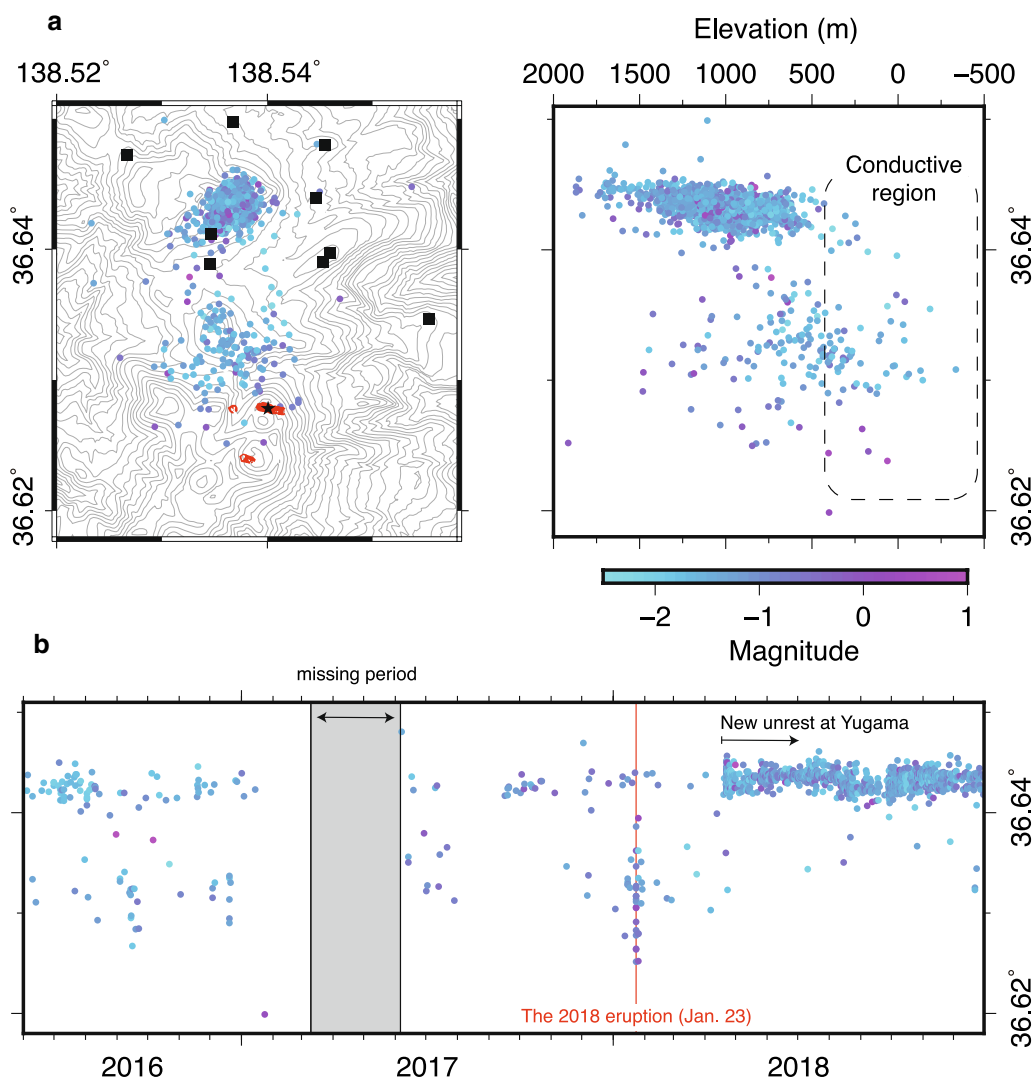 a
138.52°
138.54°
36.64°
36.62°
Elevation (m)
2000 1500 1000 500 0 −500
Conductive
region
36.64°
36.62°
−2 −1 0 1
Magnitude
b
missing period
New unrest at Yugama
36.64°
The 2018 eruption (Jan. 23)
36.62°
2016 2017 2018